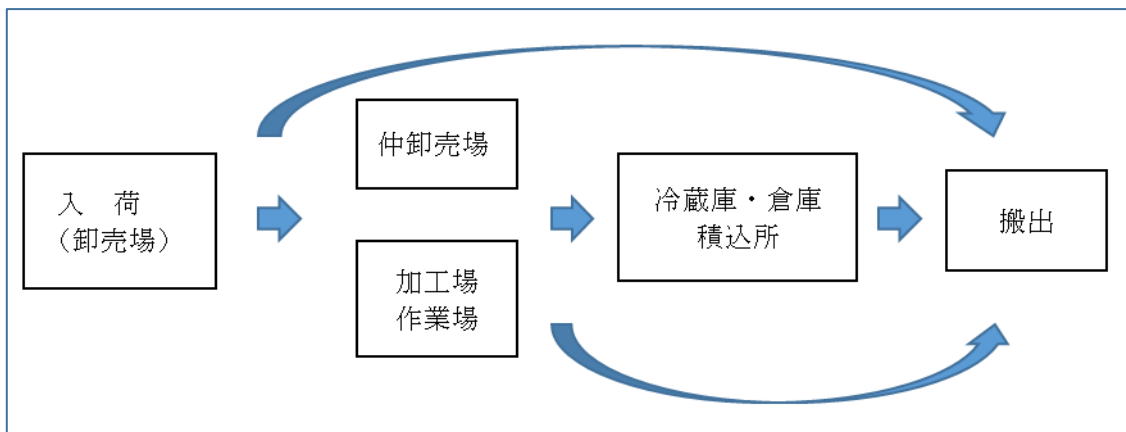 入　荷
（卸売場）
仲卸売場
加工場
作業場
冷蔵庫・倉庫
積込所
搬出